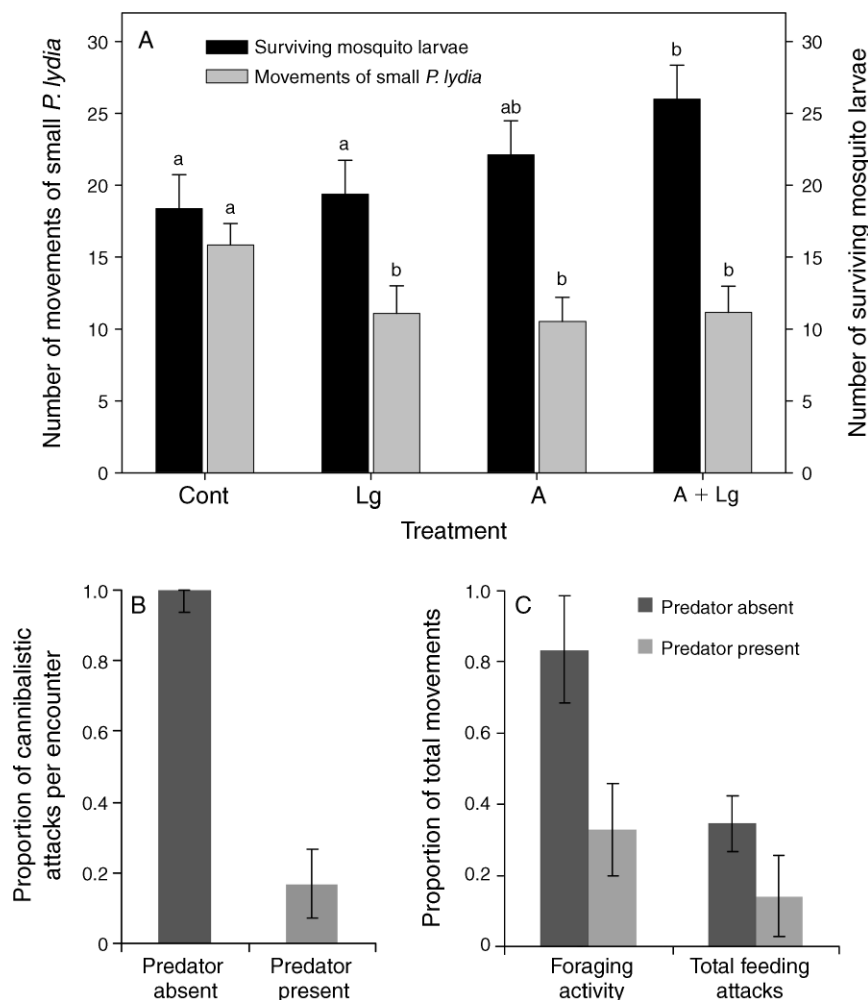 A
Surviving mosquito larvae
Movements of small P. lydia
Number of movements of small P. lydia
30
25
20
15
10
5
0
a
a
a
b
ab
b
b
b
30
25
20
15
10
5
0
Number of surviving mosquito larvae
Cont Lg A A + Lg
Treatment
B
Proportion of cannibalistic
attacks per encounter
1.0
0.8
0.6
0.4
0.2
0
Predator
absent
Predator
present
C
Predator absent
Predator present
Proportion of total movements
1.0
0.8
0.6
0.4
0.2
0
Foraging
activity
Total feeding
attacks